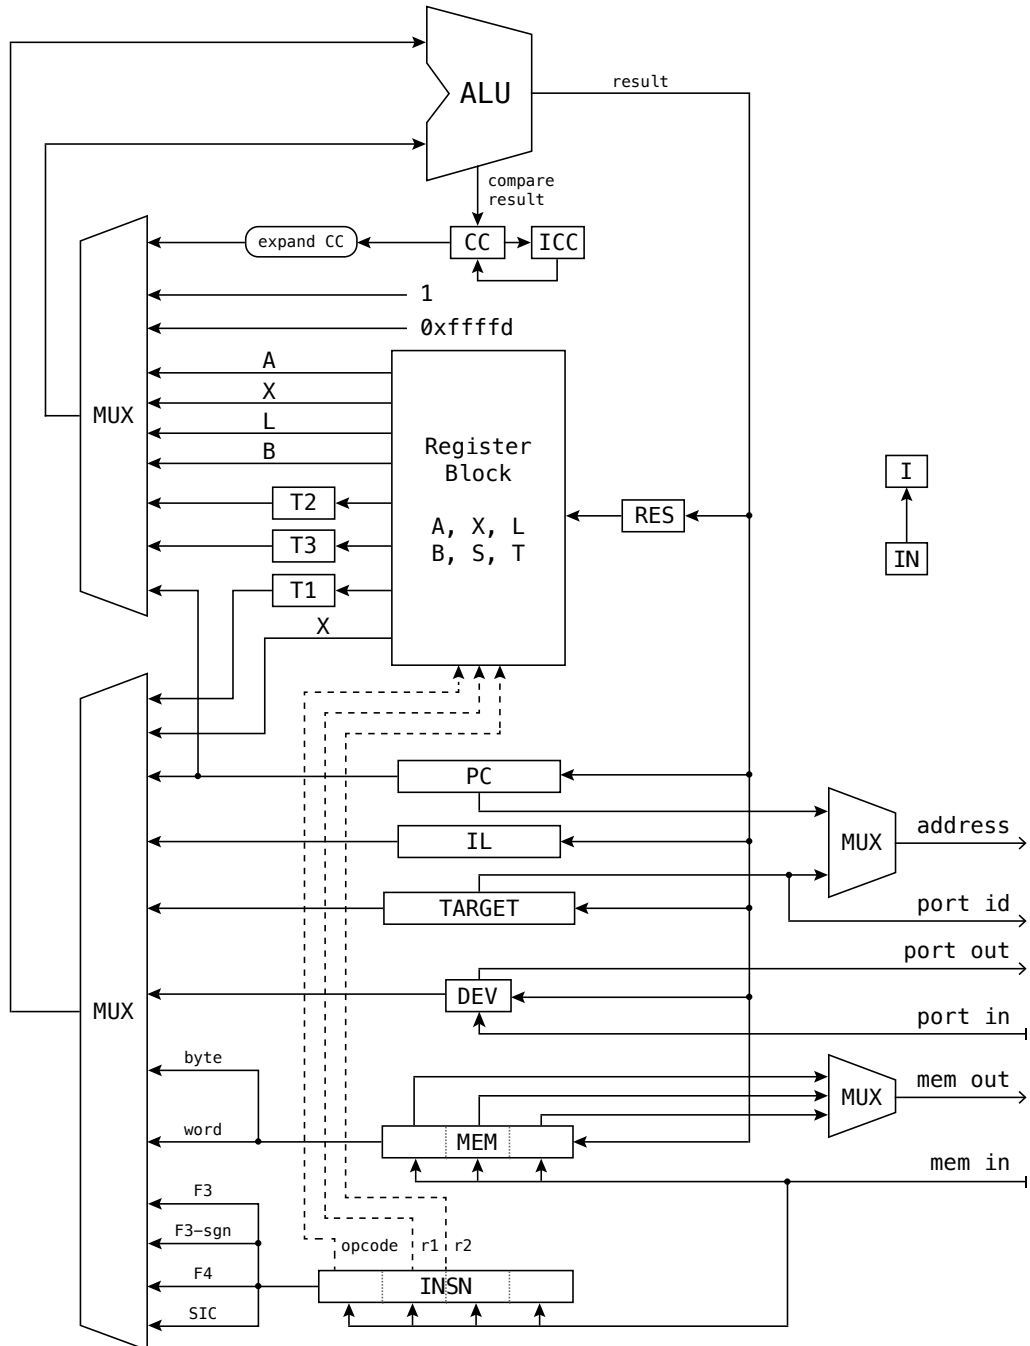 ALU
result
compare
result
expand CC
CC
ICC
1
0xffffd
A
X
L
B
MUX
Register
Block
A, X, L
B, S, T
T2
T3
T1
X
RES
I
IN
PC
IL
TARGET
MUX
address
port id
port out
MUX
DEV
port in
byte
MUX
mem out
word
MEM
mem in
F3
F3-sgn
opcode
r1
r2
F4
INSN
SIC